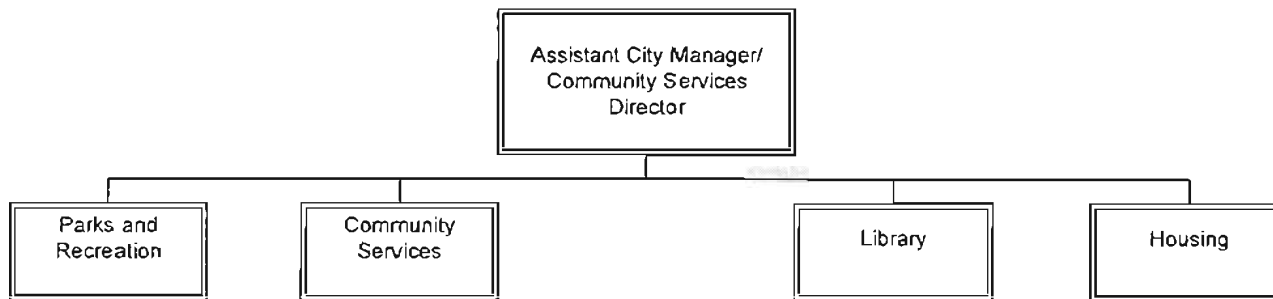 Assistant City Manager/
Community Services
Director
Parks and
Recreation
Community
Services
Library
Housing